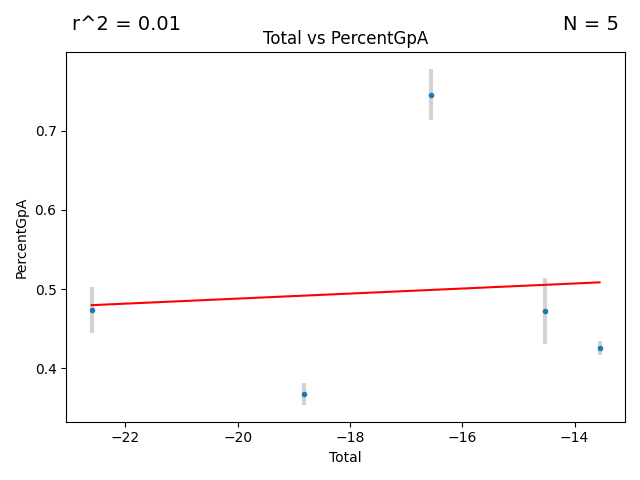 r^2 = 0.01
N = 5
Total vs PercentGpA
PercentGpA
0.7
0.6
0.5
0.4
−22
−20
−18
−16
−14
Total